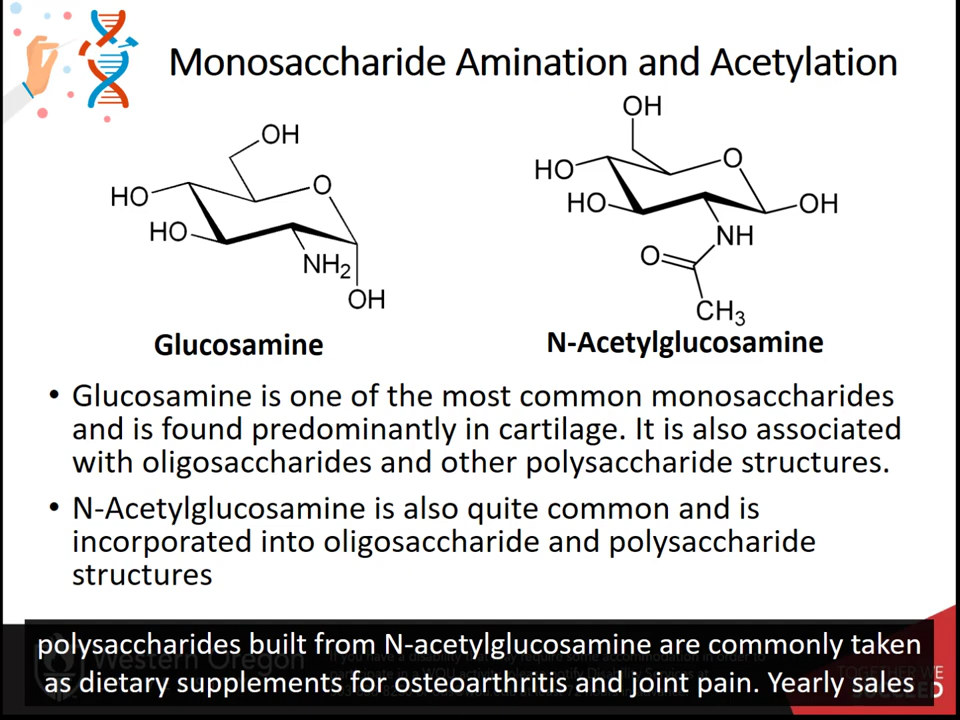 Monosaccharide Amination and Acetylation
OH
O
HO
HO
NH2
OH
Glucosamine
OH
O
HO
HO
OH
NH
O
CH3
N-Acetylglucosamine
• Glucosamine is one of the most common monosaccharides
and is found predominantly in cartilage. It is also associated
with oligosaccharides and other polysaccharide structures.
• N-Acetylglucosamine is also quite common and is
incorporated into oligosaccharide and polysaccharide
structures
polysaccharides built from N-acetylglucosamine are commonly taken
as dietary supplements for osteoarthritis and joint pain. Yearly sales
Western Oregon